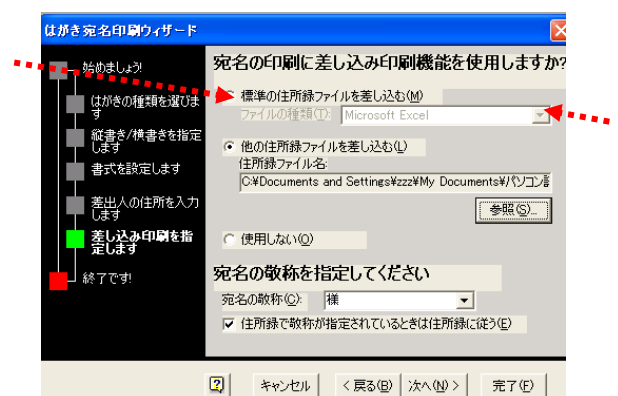 はがき宛名印刷ウィザード
始めましょう!
はがきの種類を選びま
す
縦書き/横書きを指定
します
書式を設定します
差出人の住所を入力
します
差し込み印刷を指
定します
終了です!
宛名の印刷に差し込み印刷機能を使用しますか?
標準の住所録ファイルを差し込む(M)
ファイルの種類(T): Microsoft Excel
他の住所録ファイルを差し込む(L)
住所録ファイル名:
C:¥Documents and Settings¥zzz¥My Documents¥パソコン
参照(S)...
使用しない(O)
宛名の敬称を指定してください
宛名の敬称(C): 様
住所録で敬称が指定されているときは住所録に従う(E)
キャンセル
< 戻る(B)
次へ(N) >
完了(F)